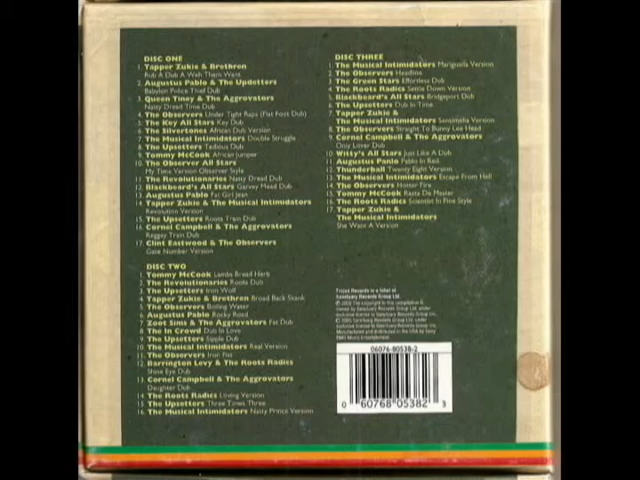 DISC ONE
1. Tapper Zukie & Brethren
Rub A Dub A Weh Them Want
2. Augustus Pablo & The Upsetters
Babylon Police Thief Dub
3. Queen Tiney & The Aggrovators
Natty Dread Time Dub
4. The Observers Under Tight Raps (Flat Foot Dub)
5. The Key All Stars Key Dub
6. The Silvertones African Dub Version
7. The Musical Intimidators Double Struggle
8. The Upsetters Tedious Dub
9. Tommy McCook African Jumper
10. The Observer All Stars
My Time Version Observer Style
11. The Revolutionaries Natty Dread Dub
12. Blackbeard's All Stars Garvey Mead Dub
13. Augustus Pablo Fat Girl Jean
14. Tapper Zukie & The Musical Intimidators
Revolution Version
15. The Upsetters Roots Train Dub
16. Cornel Campbell & The Aggrovators
Reggay Train Dub
17. Clint Eastwood & The Observers
Gate Number Version
DISC TWO
1. Tommy McCook Lambs Bread Herb
2. The Revolutionaries Roots Dub
3. The Upsetters Iron Wolf
4. Tapper Zukie & Brethren Broad Back Skank
5. The Observers Boiling Water
6. Augustus Pablo Rocky Road
7. Zoot Sims & The Aggrovators Fat Dub
8. The In Crowd Dub In Love
9. The Upsetters Sipple Dub
10. The Musical Intimidators Real Version
11. The Observers Iron Fist
12. Barrington Levy & The Roots Radics
Shine Eye Dub
13. Cornel Campbell & The Aggrovators
Daughter Dub
14. The Roots Radics Loving Version
15. The Upsetters Three Times Three
16. The Musical Intimidators Natty Prince Version
DISC THREE
1. The Musical Intimidators Mariguela Version
2. The Observers Headline
3. The Green Stars Effortless Dub
4. The Roots Radics Settle Down Version
5. Blackbeard's All Stars Bridgeport Dub
6. The Upsetters Dub In Time
7. Tapper Zukie &
The Musical Intimidators Sensimelia Version
8. The Observers Straight To Bunny Lee Head
9. Cornel Campbell & The Aggrovators
Only Lover Dub
10. Witty's All Stars Just Like A Dub
11. Augustus Pablo Pablo In Red
12. Thunderball Twenty Eight Version
13. The Musical Intimidators Escape From Hell
14. The Observers Hotter Fire
15. Tommy McCook Rasta De Master
16. The Roots Radics Scientist In Fine Style
17. Tapper Zukie &
The Musical Intimidators
She Want A Version
Trojan Records is a label of
Sanctuary Records Group Ltd.
06076-80538-2
0 60768 05382 3